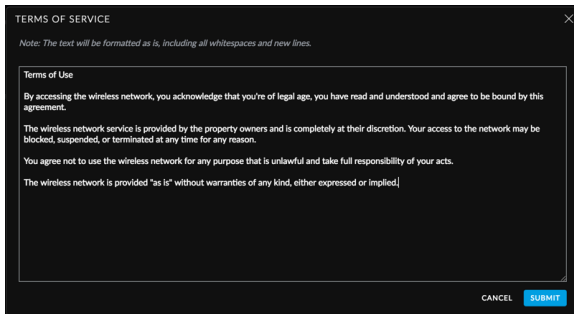 TERMS OF SERVICE
Note: The text will be formatted as is, including all whitespaces and new lines.
Terms of Use
By accessing the wireless network, you acknowledge that you're of legal age, you have read and understood and agree to be bound by this
agreement.
The wireless network service is provided by the property owners and is completely at their discretion. Your access to the network may be
blocked, suspended, or terminated at any time for any reason.
You agree not to use the wireless network for any purpose that is unlawful and take full responsibility of your acts.
The wireless network is provided "as is" without warranties of any kind, either expressed or implied.
CANCEL SUBMIT